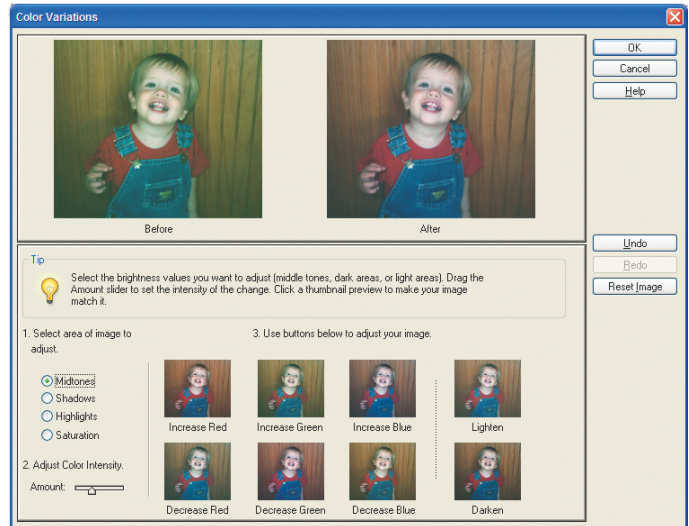 Color Variations
OK
Cancel
Help
Before
After
Undo
Redo
Reset Image
Tip
Select the brightness values you want to adjust (middle tones, dark areas, or light areas). Drag the
Amount slider to set the intensity of the change. Click a thumbnail preview to make your image
match it.
1. Select area of image to
adjust.
Midtones
Shadows
Highlights
Saturation
2. Adjust Color Intensity.
Amount:
3. Use buttons below to adjust your image.
Increase Red
Increase Green
Increase Blue
Lighten
Decrease Red
Decrease Green
Decrease Blue
Darken